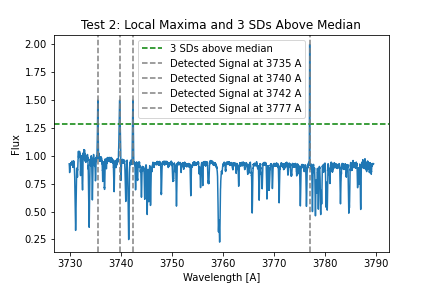 Test 2: Local Maxima and 3 SDs Above Median
3 SDs above median
Detected Signal at 3735 A
Detected Signal at 3740 A
Detected Signal at 3742 A
Detected Signal at 3777 A
Flux
2.00
1.75
1.50
1.25
1.00
0.75
0.50
0.25
3730 3740 3750 3760 3770 3780 3790
Wavelength [A]